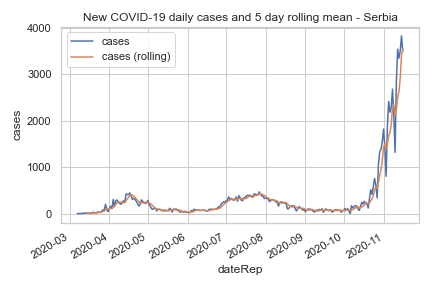 New COVID-19 daily cases and 5 day rolling mean - Serbia
cases
cases (rolling)
4000
3000
2000
1000
0
cases
2020-03
2020-04
2020-05
2020-06
2020-07
2020-08
2020-09
2020-10
2020-11
dateRep